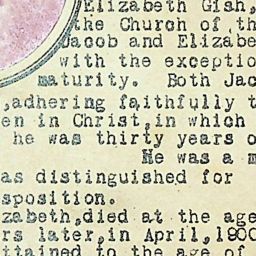 Elizabeth Gish,
the Church of th
Jacob and Elizabe
with the exceptio
maturity. Both Jac
,adhering faithfully t
en in Christ,in which
he was thirty years o
He was a m
as distinguished for
sposition.
zabeth,died at the age
rs later,in April,1800
ttained to the age of